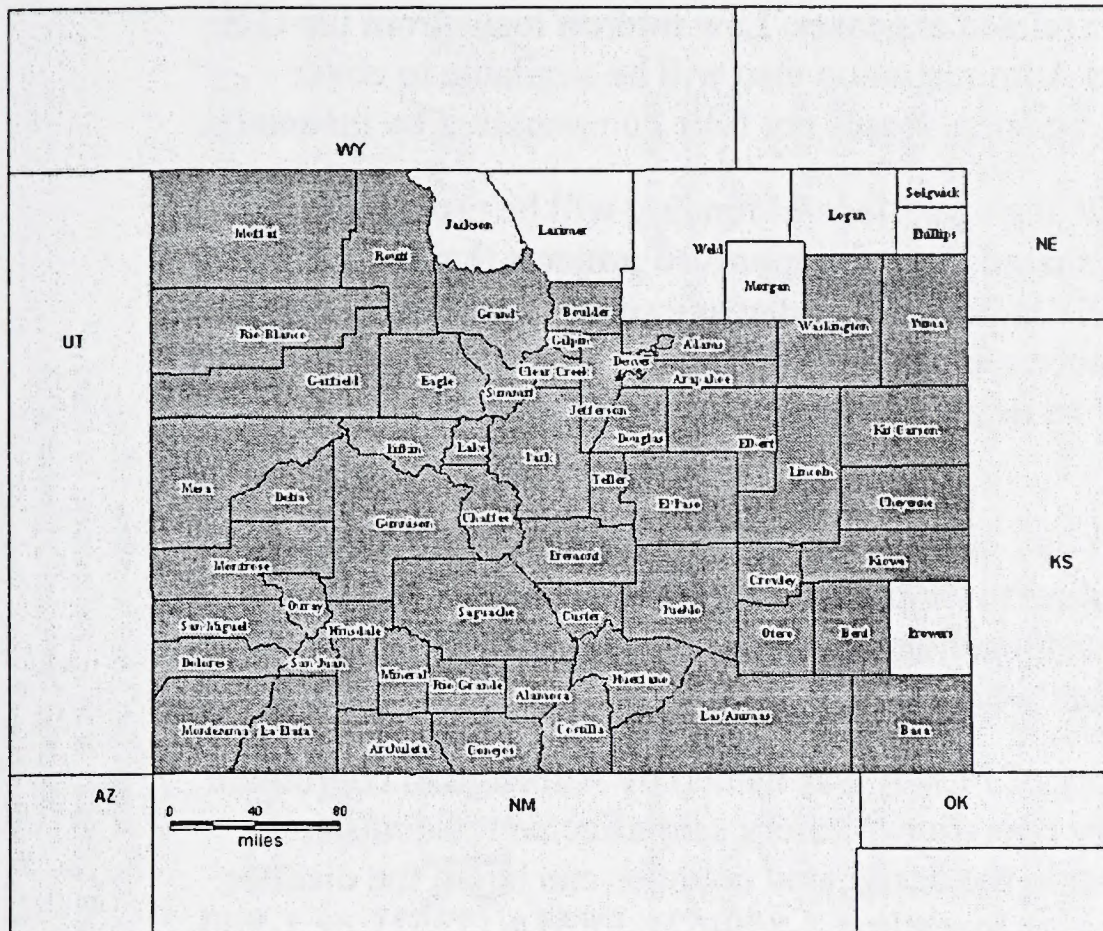 WY
Moffat
Routt
Jackson
Larimer
Weld
Logan
Sedgwick
Phillips
NE
Morgan
Grand
Boulder
Washington
Yuma
UT
Rio Blanco
Gilpin
Denver
Adams
Garfield
Eagle
Clear Creek
Summit
Arapahoe
Jefferson
Kit Carson
Pitkin
Lake
Park
Douglas
Elbert
Lincoln
Mesa
Delta
Teller
El Paso
Cheyenne
Gunnison
Chaffee
Fremont
Kiowa
KS
Montrose
Crowley
Ouray
Saguache
Custer
Pueblo
San Miguel
Hinsdale
Otero
Bent
Prowers
Dolores
San Juan
Mineral
Rio Grande
Alamosa
Huerfano
Montezuma
La Plata
Costilla
Las Animas
Baca
Archuleta
Conejos
AZ
NM
OK
0 40 80
miles